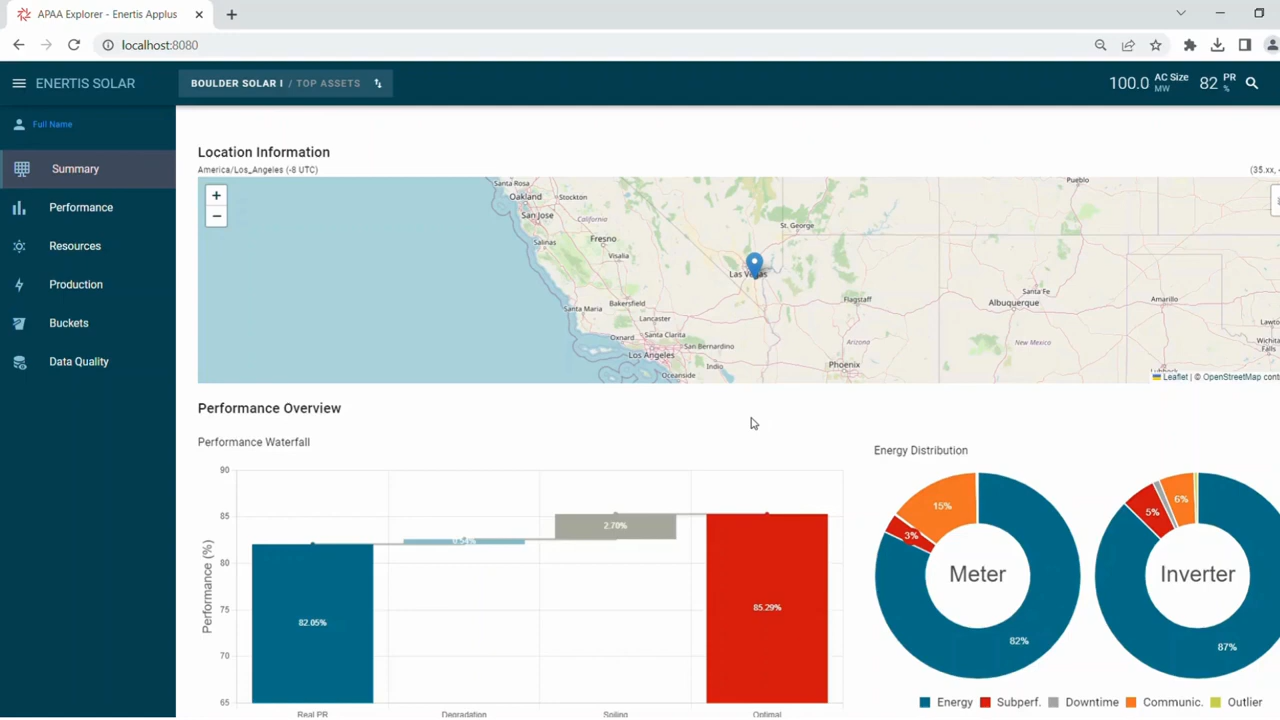 APAA Explorer - Enertis Applus
localhost:8080
ENERTIS SOLAR
BOULDER SOLAR I / TOP ASSETS
100.0 AC Size MW 82 PR %
Full Name
Summary
Performance
Resources
Production
Buckets
Data Quality
Location Information
America/Los_Angeles (-8 UTC)
(35.xx,
+
−
Santa Rosa
Oakland
Stockton
San Jose
California
Salinas
Fresno
Visalia
Santa Maria
Bakersfield
Lancaster
Oxnard
Santa Clarita
Los Angeles
San Bernardino
Indio
Oceanside
St. George
Las Vegas
Flagstaff
Arizona
Phoenix
Pueblo
Santa Fe
Albuquerque
New Mexico
Amarillo
Lubbock
Wichita
Falls
Leaflet | © OpenStreetMap
Performance Overview
Performance Waterfall
Performance (%)
90
85
80
75
70
65
82.05%
0.54%
2.70%
85.29%
Real PR
Degradation
Soiling
Optimal
Energy Distribution
15%
3%
Meter
82%
5%
6%
Inverter
87%
Energy
Subperf.
Downtime
Communic.
Outlier